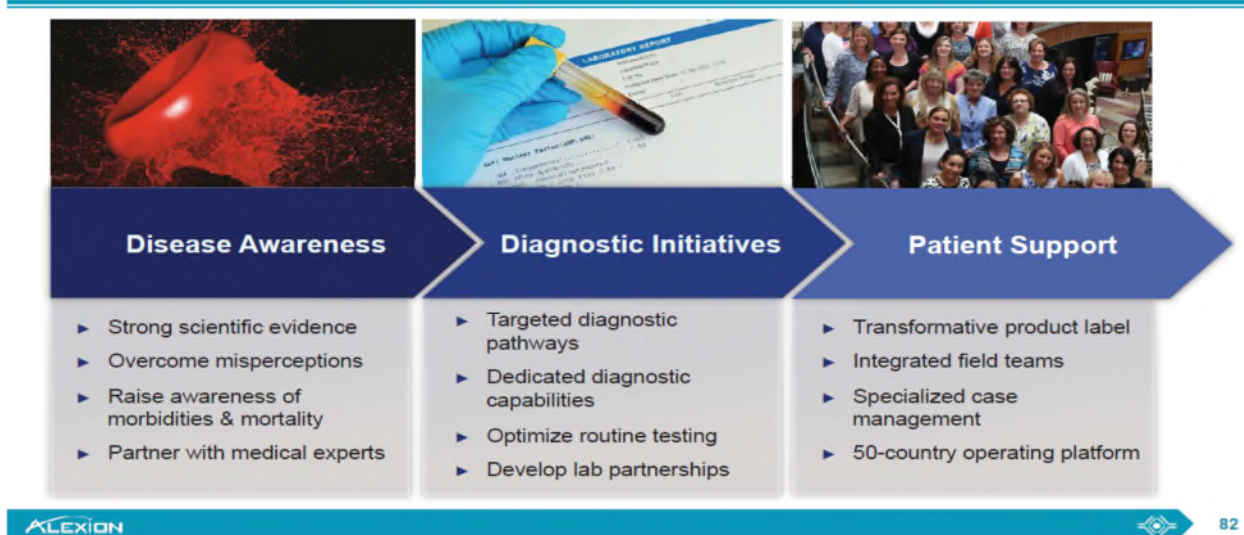 LABORATORY REPORT
Disease Awareness
Diagnostic Initiatives
Patient Support
► Strong scientific evidence
► Overcome misperceptions
► Raise awareness of
morbidities & mortality
► Partner with medical experts
► Targeted diagnostic
pathways
► Dedicated diagnostic
capabilities
► Optimize routine testing
► Develop lab partnerships
► Transformative product label
► Integrated field teams
► Specialized case
management
► 50-country operating platform
ALEXION
82